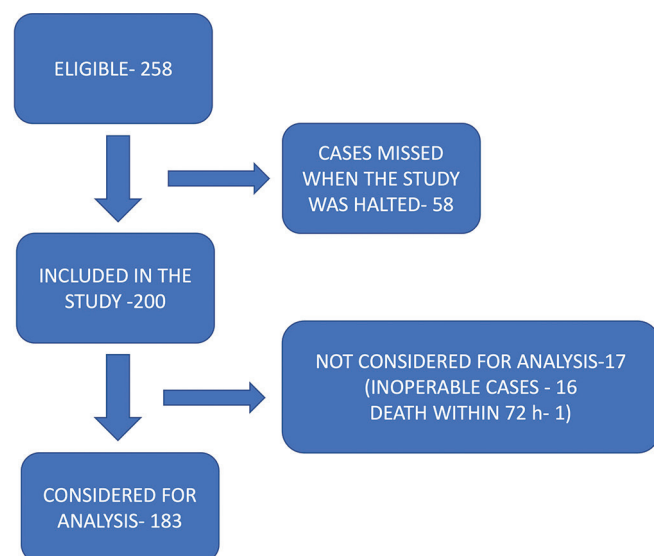 ELIGIBLE- 258
CASES MISSED
WHEN THE STUDY
WAS HALTED- 58
INCLUDED IN THE
STUDY -200
NOT CONSIDERED FOR ANALYSIS-17
(INOPERABLE CASES - 16
DEATH WITHIN 72 h- 1)
CONSIDERED FOR
ANALYSIS- 183